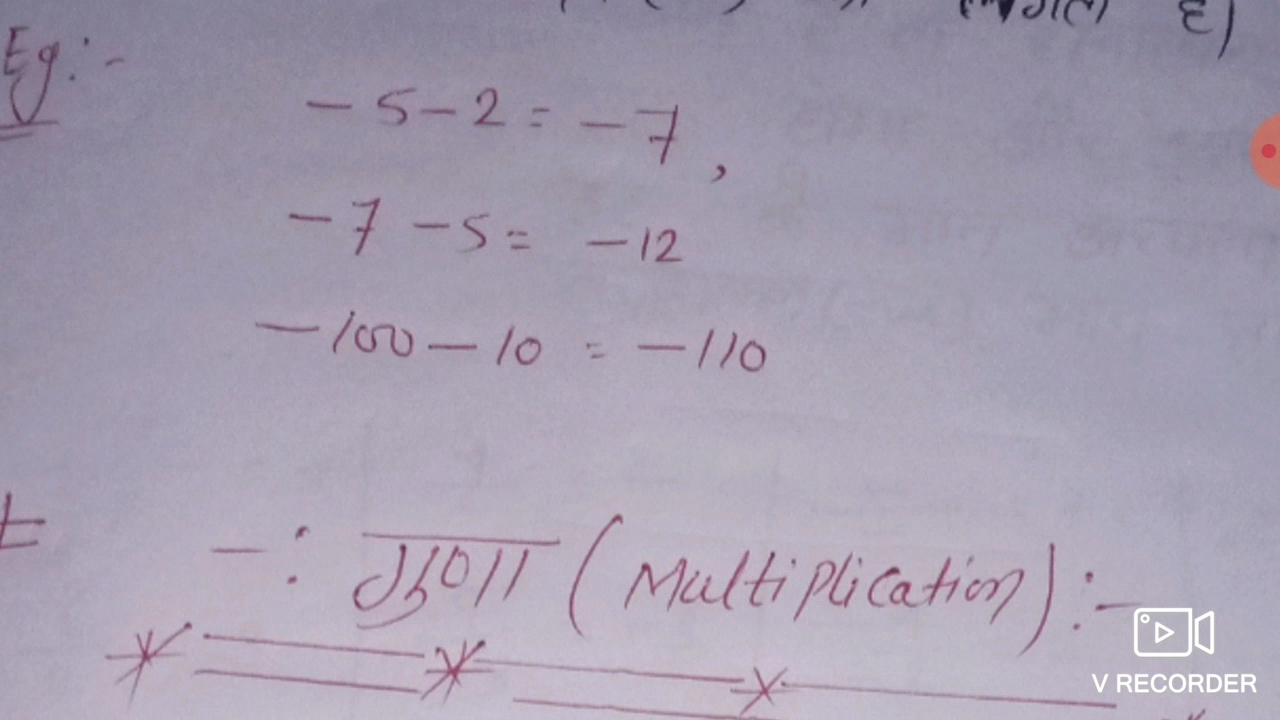 Eg:-
- 5 - 2 = - 7 ,
- 7 - 5 = - 12
- 100 - 10 = - 110
-: गुणा (Multiplication) :-
V RECORDER